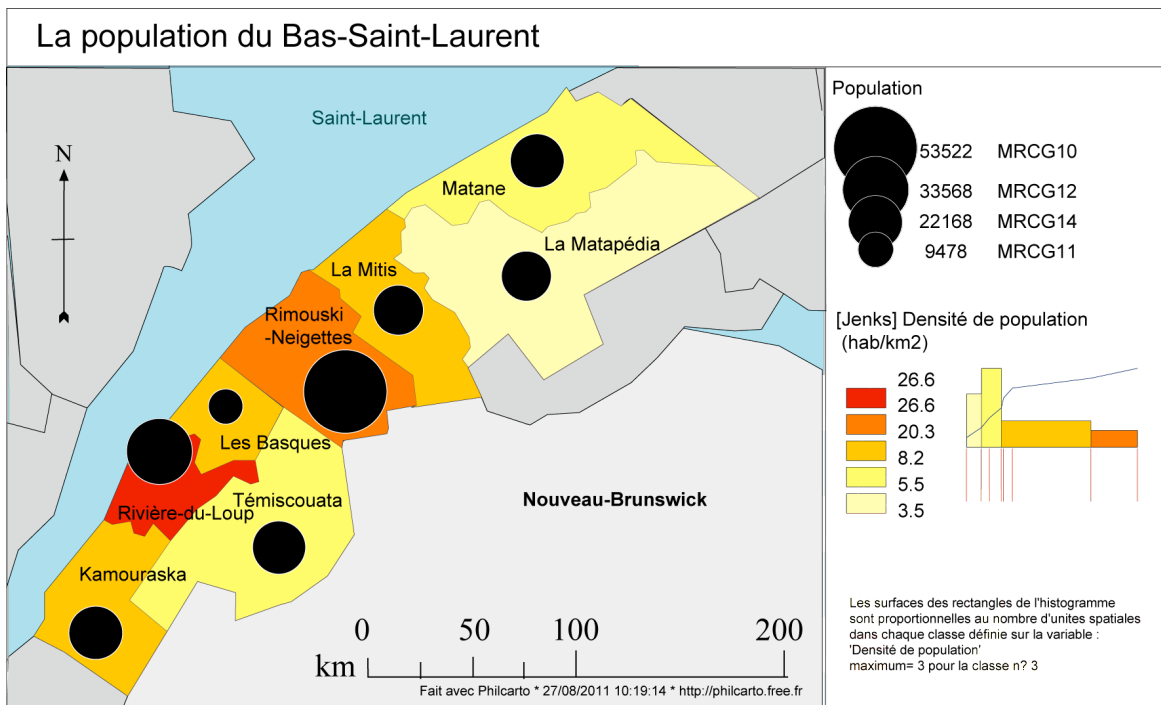 La population du Bas-Saint-Laurent
Saint-Laurent
N
Matane
La Matapédia
La Mitis
Rimouski
-Neigettes
Les Basques
Rivière-du-Loup
Témiscouata
Kamouraska
Nouveau-Brunswick
0 50 100 200
km
Fait avec Philcarto * 27/08/2011 10:19:14 * http://philcarto.free.fr
Population
53522 MRCG10
33568 MRCG12
22168 MRCG14
9478 MRCG11
[Jenks] Densité de population
(hab/km2)
26.6
26.6
20.3
8.2
5.5
3.5
Les surfaces des rectangles de l'histogramme
sont proportionnelles au nombre d'unites spatiales
dans chaque classe définie sur la variable :
'Densité de population'
maximum= 3 pour la classe n? 3